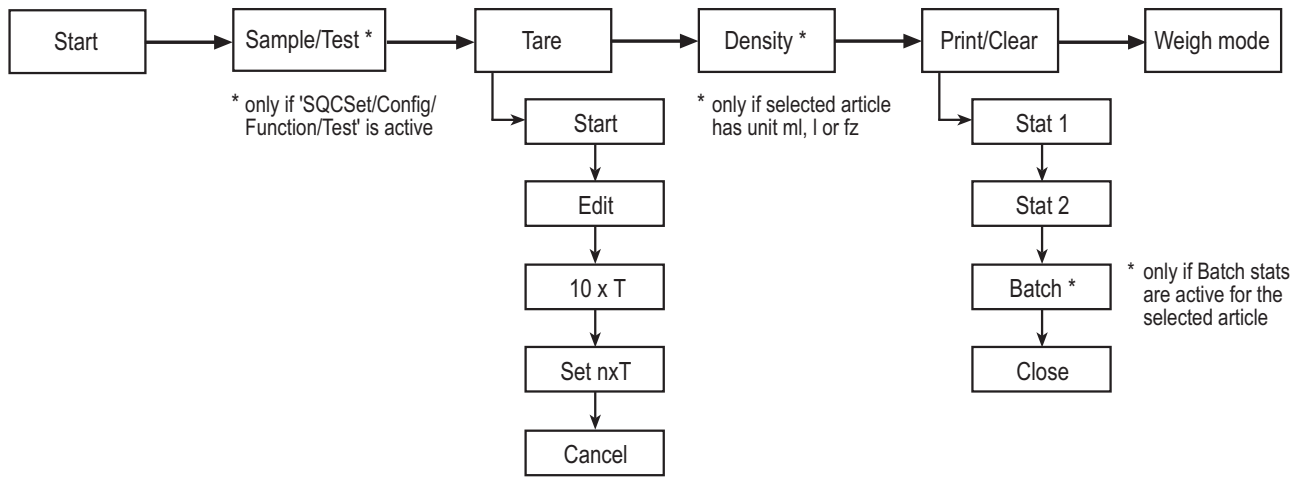 Start
Sample/Test *
Tare
Density *
Print/Clear
Weigh mode
* only if 'SQCSet/Config/
Function/Test' is active
Start
Edit
10 x T
Set nxT
Cancel
* only if selected article
has unit ml, l or fz
Stat 1
Stat 2
Batch *
Close
* only if Batch stats
are active for the
selected article